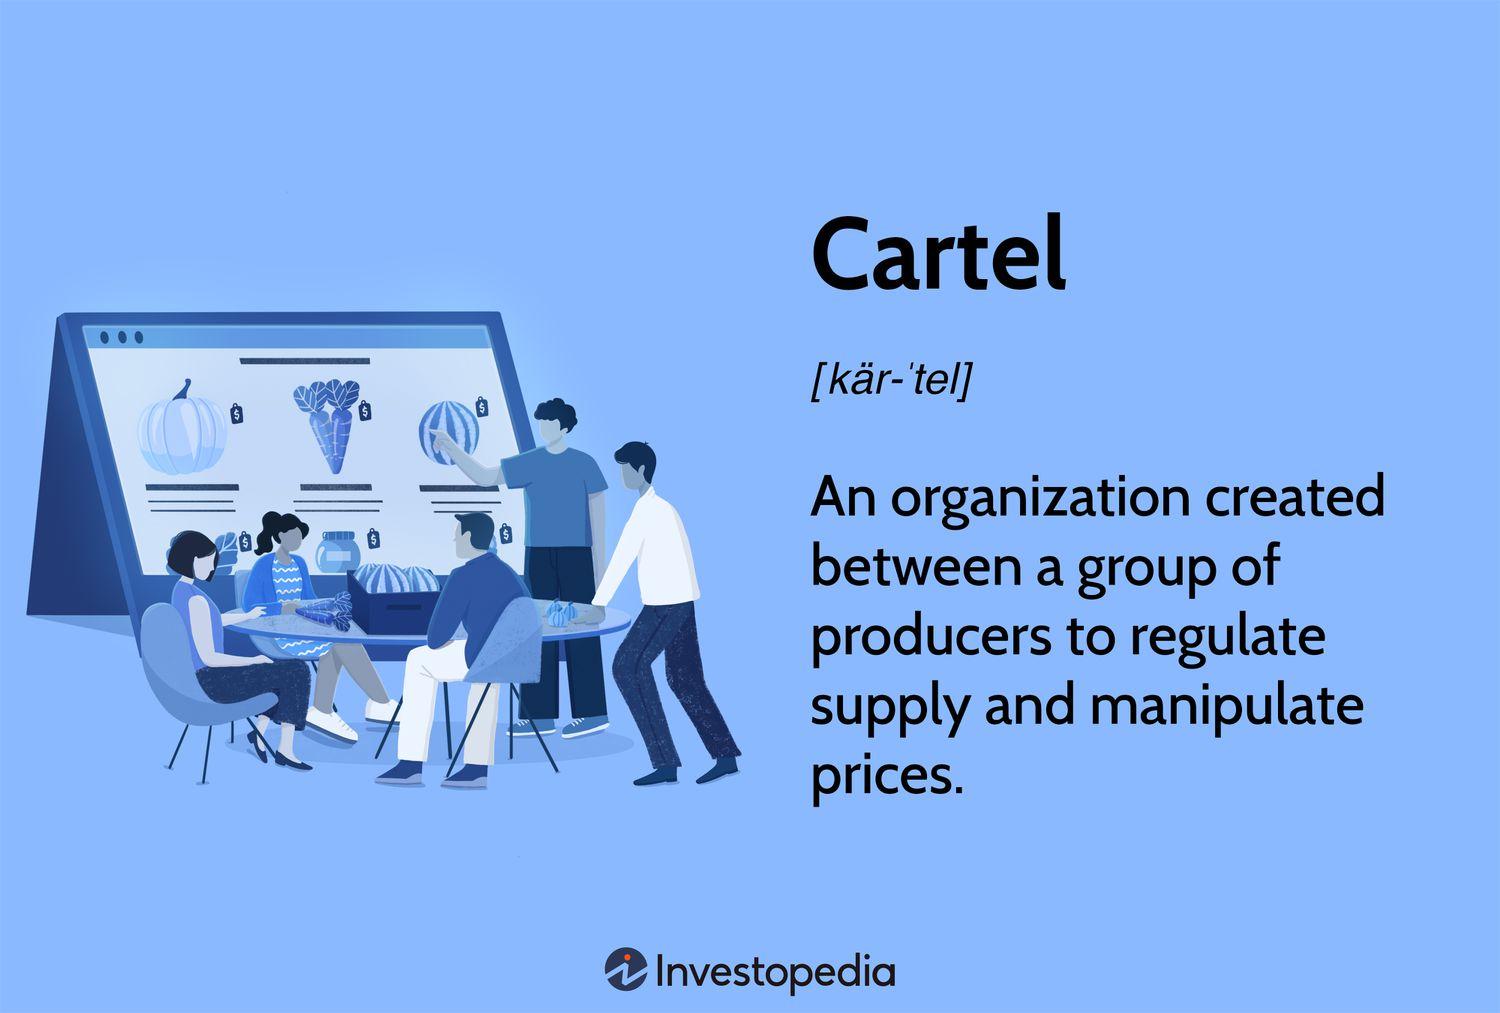 Cartel
[kär-ˈtel]
An organization created
between a group of
producers to regulate
supply and manipulate
prices.
$
$
$
$
$
$
Investopedia